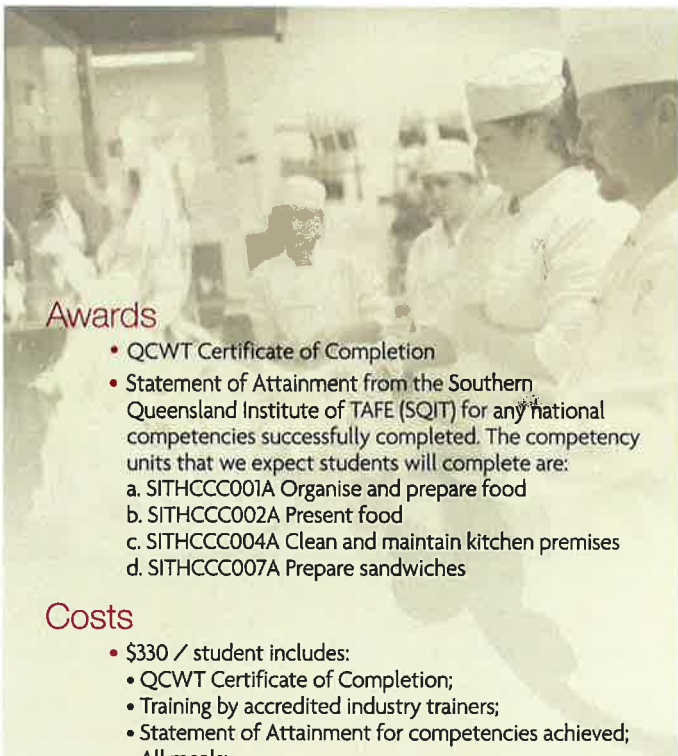 Awards
• QCWT Certificate of Completion
• Statement of Attainment from the Southern
Queensland Institute of TAFE (SQIT) for any national
competencies successfully completed. The competency
units that we expect students will complete are:
a. SITHCCC001A Organise and prepare food
b. SITHCCC002A Present food
c. SITHCCC004A Clean and maintain kitchen premises
d. SITHCCC007A Prepare sandwiches
Costs
• $330 / student includes:
• QCWT Certificate of Completion;
• Training by accredited industry trainers;
• Statement of Attainment for competencies achieved;
• All meals;